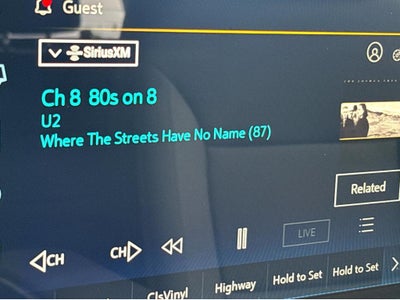 Guest
SiriusXM
Ch 8 80s on 8
U2
Where The Streets Have No Name (87)
Related
CH
CH
LIVE
ClsVinyl
Highway
Hold to Set
Hold to Set